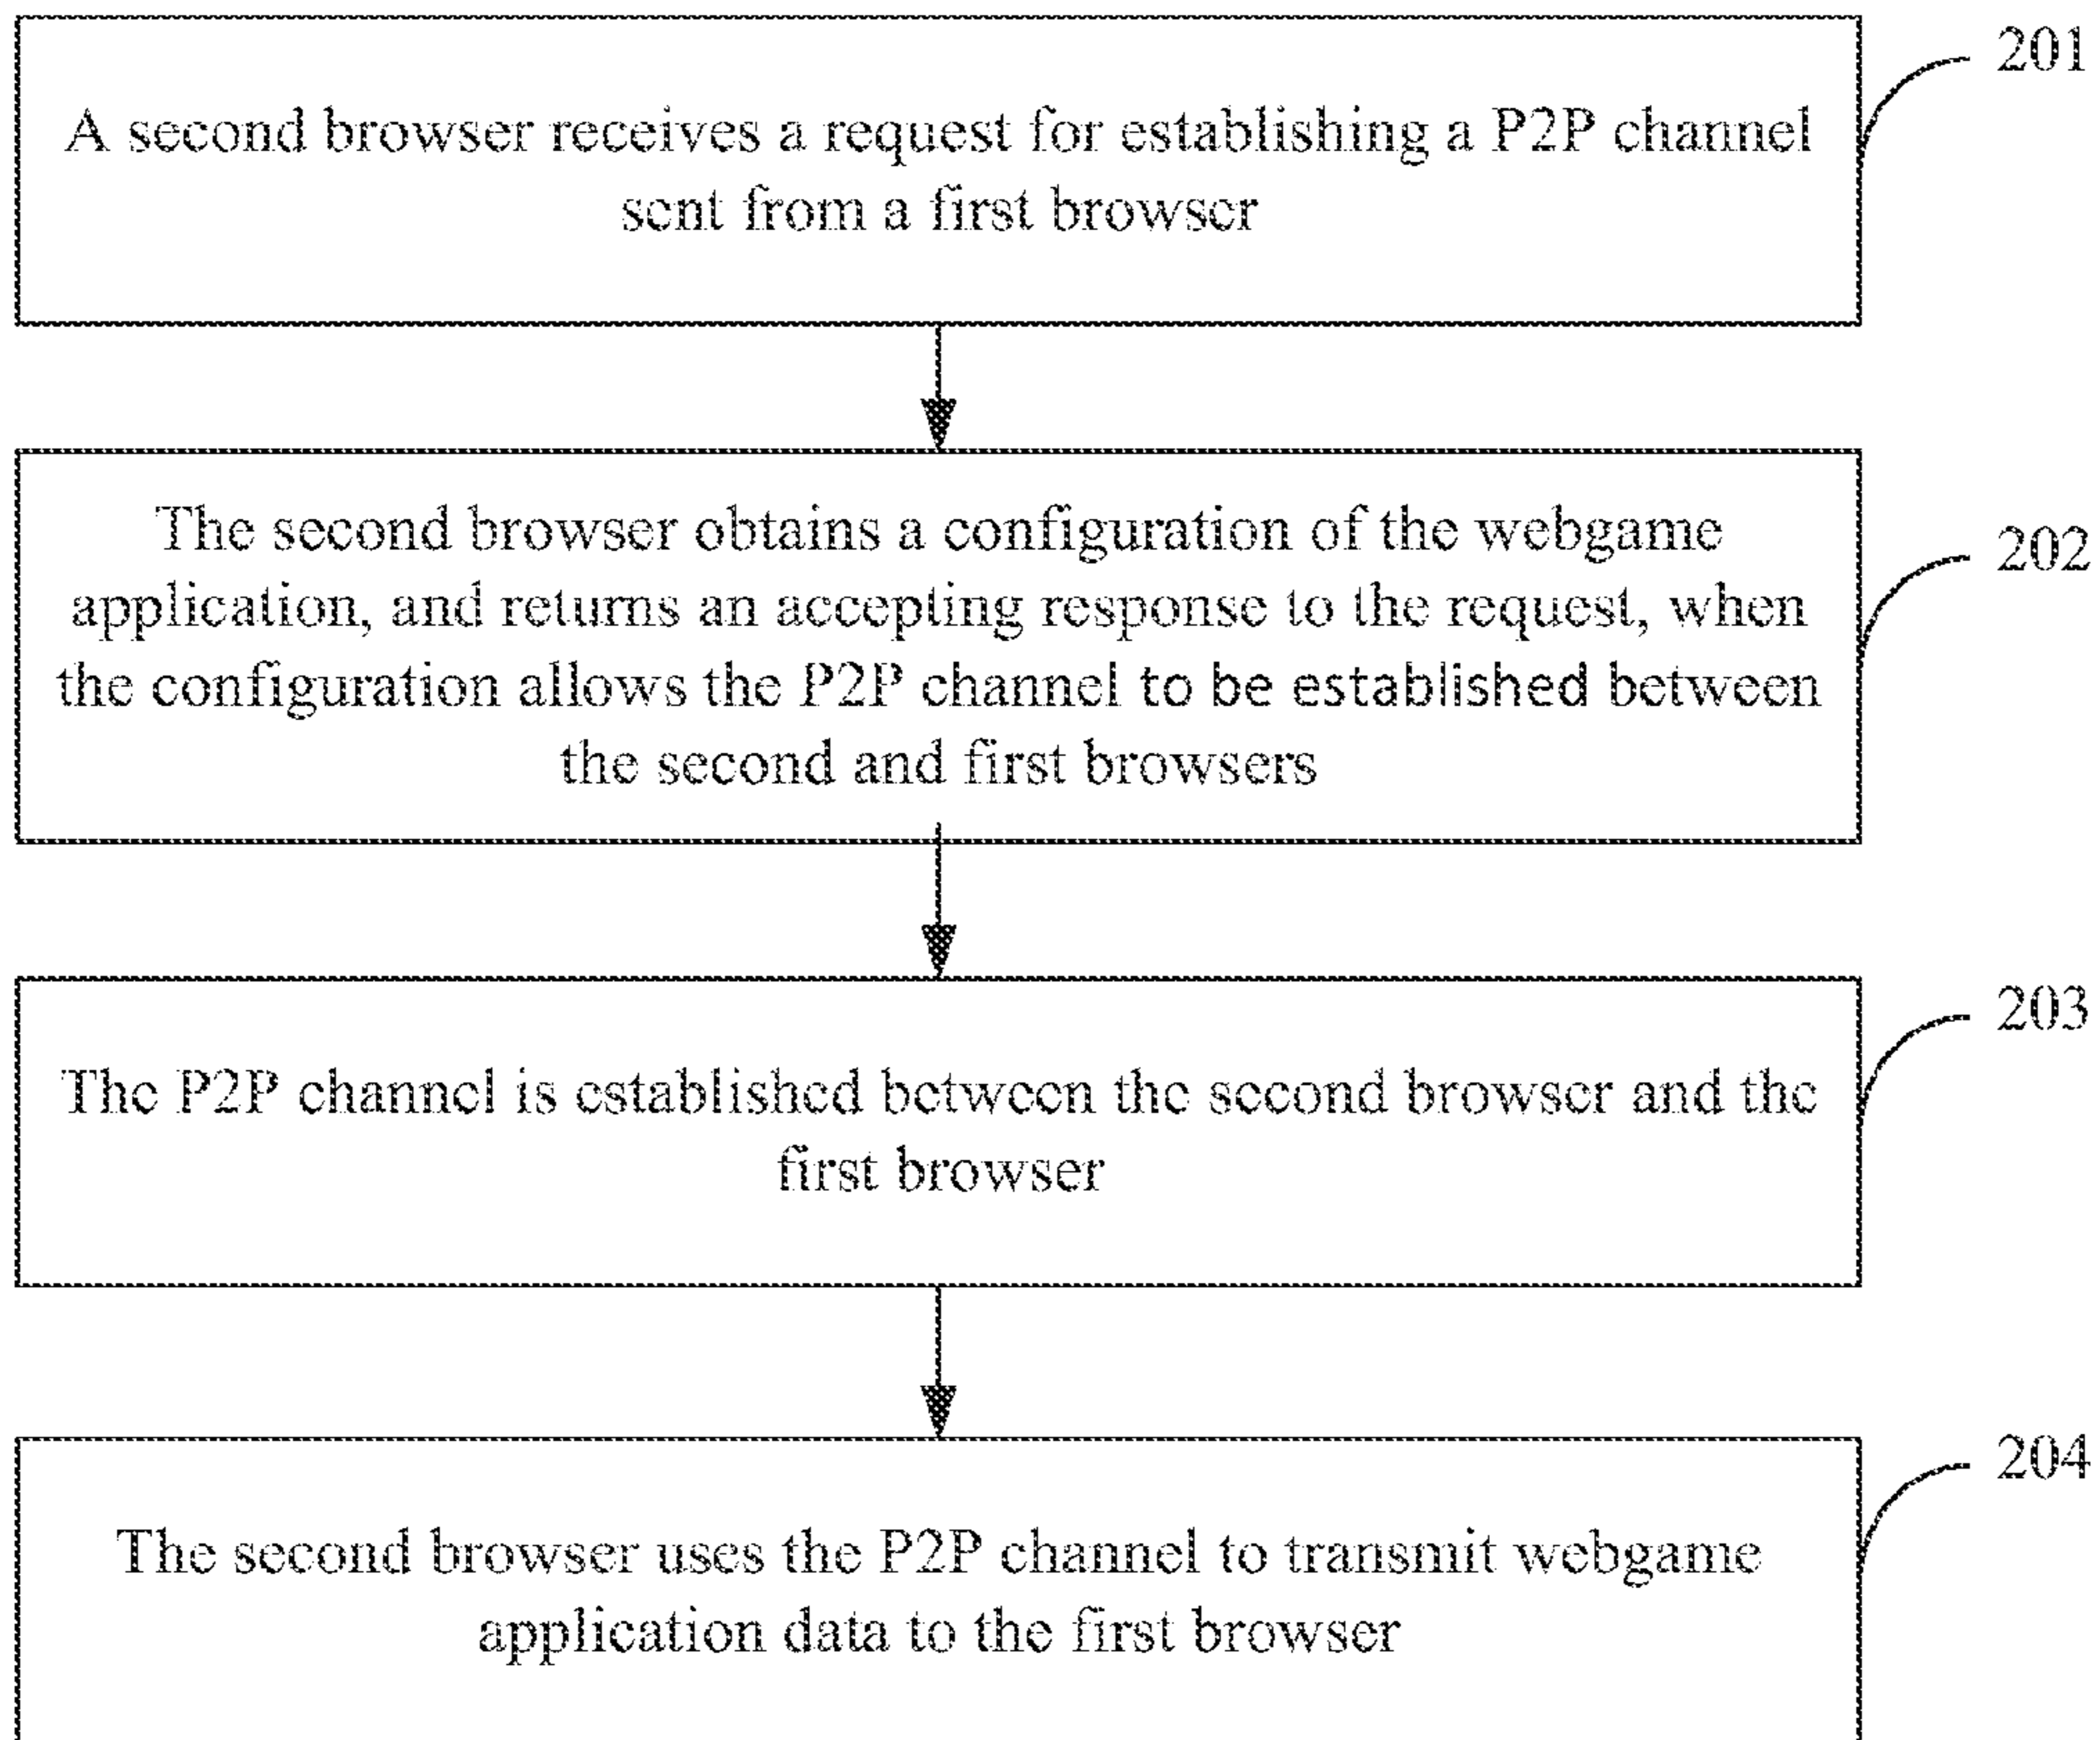 201
A second browser receives a request for establishing a P2P channel
sent from a first browser
202
The second browser obtains a configuration of the webgame
application, and returns an accepting response to the request, when
the configuration allows the P2P channel to be established between
the second and first browsers
203
The P2P channel is established between the second browser and the
first browser
204
The second browser uses the P2P channel to transmit webgame
application data to the first browser